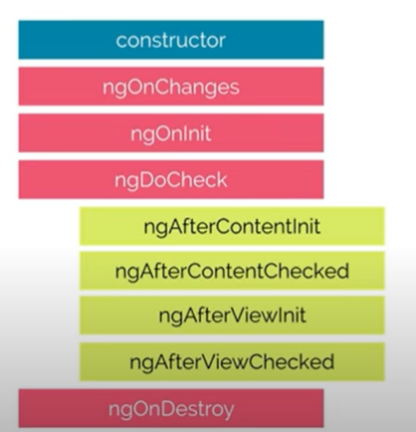 constructor
ngOnChanges
ngOnInit
ngDoCheck
ngAfterContentInit
ngAfterContentChecked
ngAfterViewInit
ngAfterViewChecked
ngOnDestroy